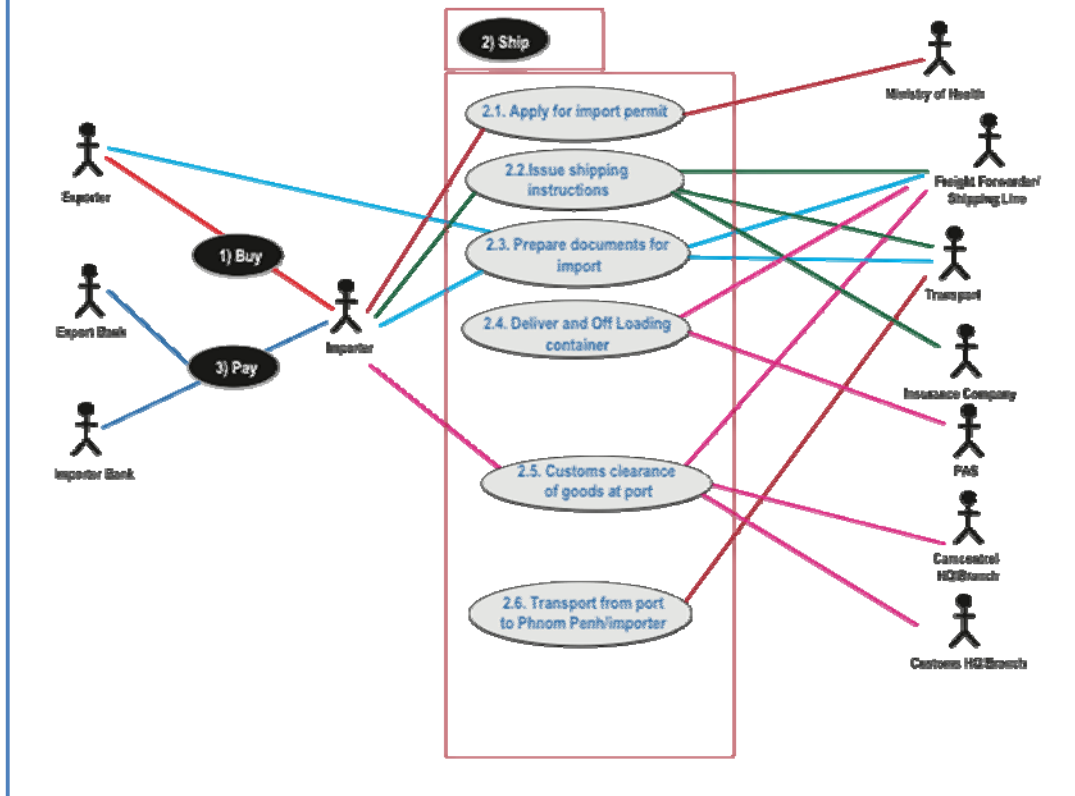 2) Ship
2.1. Apply for import permit
Ministry of Health
2.2.Issue shipping
instructions
Freight Forwarder/
Shipping Line
Exporter
2.3. Prepare documents for
import
1) Buy
Transport
Export Bank
Importer
2.4. Deliver and Off Loading
container
3) Pay
Insurance Company
PAS
Importer Bank
2.5. Customs clearance
of goods at port
Camcontrol
HQ/Branch
2.6. Transport from port
to Phnom Penh/importer
Customs HQ/Branch